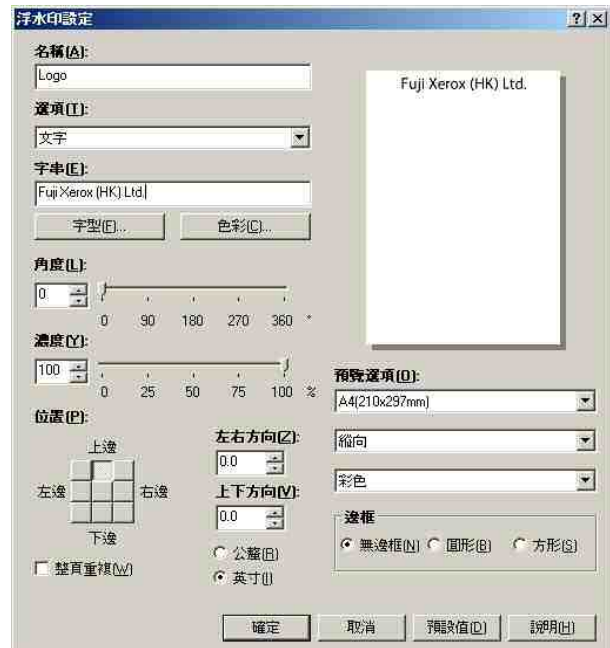 浮水印設定
名稱(A):
Logo
選項(T):
文字
字串(E):
Fuji Xerox (HK) Ltd.
字型(F)...
色彩(C)...
角度(L):
0
0 90 180 270 360 °
濃度(Y):
100
0 25 50 75 100 %
位置(P):
上邊
左邊
右邊
下邊
整頁重複(W)
左右方向(Z):
0.0
上下方向(V):
0.0
公釐(R)
英寸(I)
Fuji Xerox (HK) Ltd.
預覽選項(O):
A4(210x297mm)
縱向
彩色
邊框
無邊框(N) 圓形(B) 方形(S)
確定 取消 預設值(D) 說明(H)